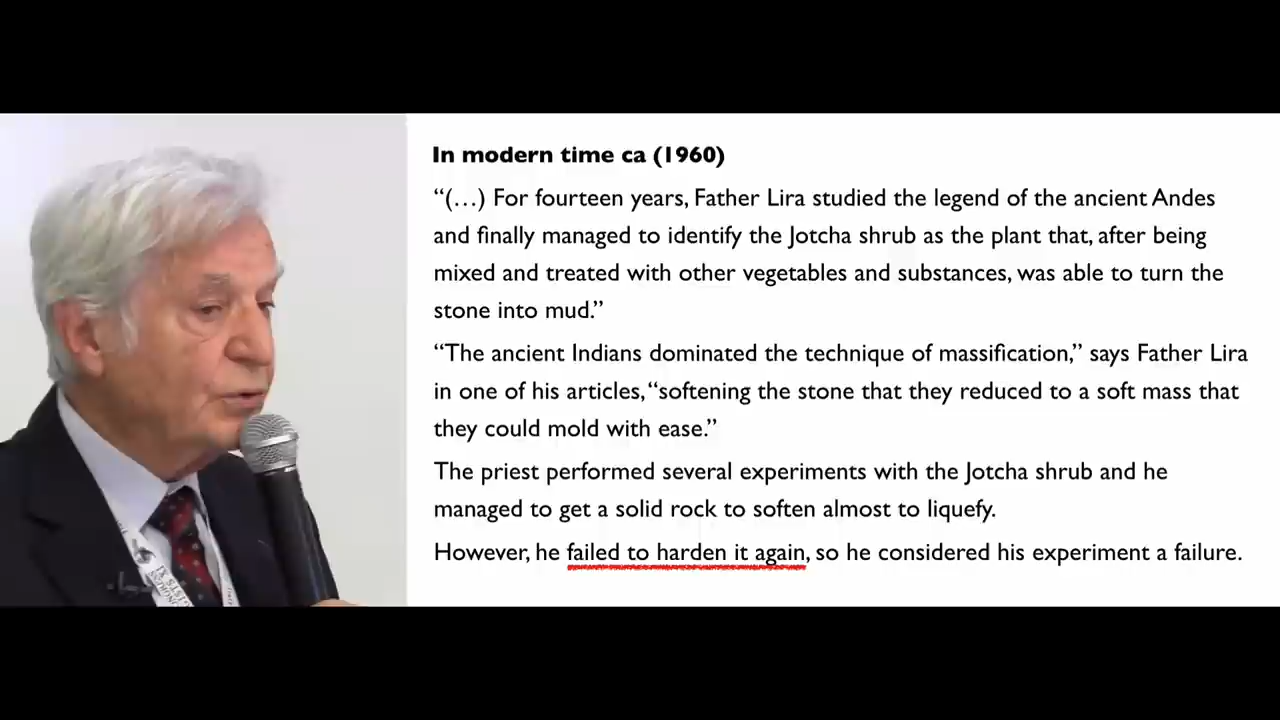 In modern time ca (1960)
“(…) For fourteen years, Father Lira studied the legend of the ancient Andes
and finally managed to identify the Jotcha shrub as the plant that, after being
mixed and treated with other vegetables and substances, was able to turn the
stone into mud.”
“The ancient Indians dominated the technique of massification,” says Father Lira
in one of his articles, “softening the stone that they reduced to a soft mass that
they could mold with ease.”
The priest performed several experiments with the Jotcha shrub and he
managed to get a solid rock to soften almost to liquefy.
However, he failed to harden it again, so he considered his experiment a failure.